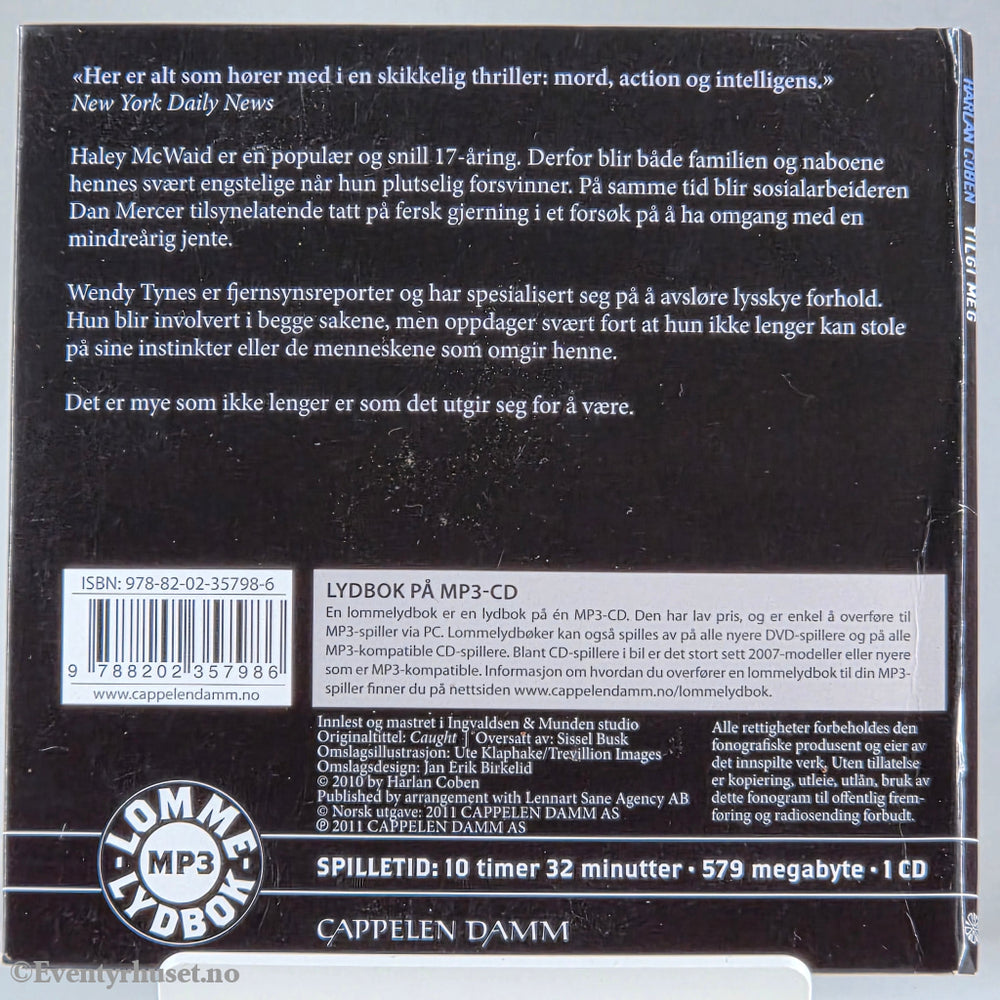 «Her er alt som hører med i en skikkelig thriller: mord, action og intelligens.»
New York Daily News
Haley McWaid er en populær og snill 17-åring. Derfor blir både familien og naboene
hennes svært engstelige når hun plutselig forsvinner. På samme tid blir sosialarbeideren
Dan Mercer tilsynelatende tatt på fersk gjerning i et forsøk på å ha omgang med en
mindreårig jente.
Wendy Tynes er fjernsynsreporter og har spesialisert seg på å avsløre lysskye forhold.
Hun blir involvert i begge sakene, men oppdager svært fort at hun ikke lenger kan stole
på sine instinkter eller de menneskene som omgir henne.
Det er mye som ikke lenger er som det utgir seg for å være.
HARLAN COBEN TILGI MEG
ISBN: 978-82-02-35798-6
9 788202 357986
www.cappelendamm.no
LYDBOK PÅ MP3-CD
En lommelydbok er en lydbok på én MP3-CD. Den har lav pris, og er enkel å overføre til
MP3-spiller via PC. Lommelydbøker kan også spilles av på alle nyere DVD-spillere og på alle
MP3-kompatible CD-spillere. Blant CD-spillere i bil er det stort sett 2007-modeller eller nyere
som er MP3-kompatible. Informasjon om hvordan du overfører en lommelydbok til din MP3-
spiller finner du på nettsiden www.cappelendamm.no/lommelydbok.
Innlest og mastret i Ingvaldsen & Munden studio
Originaltittel: Caught | Oversatt av: Sissel Busk
Omslagsillustrasjon: Ute Klaphake/Trevillion Images
Omslagsdesign: Jan Erik Birkelid
© 2010 by Harlan Coben
Published by arrangement with Lennart Sane Agency AB
© Norsk utgave: 2011 CAPPELEN DAMM AS
℗ 2011 CAPPELEN DAMM AS
Alle rettigheter forbeholdes den
fonografiske produsent og eier av
det innspilte verk. Uten tillatelse
er kopiering, utleie, utlån, bruk av
dette fonogram til offentlig frem-
føring og radiosending forbudt.
LOMME
MP3
LYDBOK
SPILLETID: 10 timer 32 minutter · 579 megabyte · 1 CD
CAPPELEN DAMM
©Eventyrhuset.no